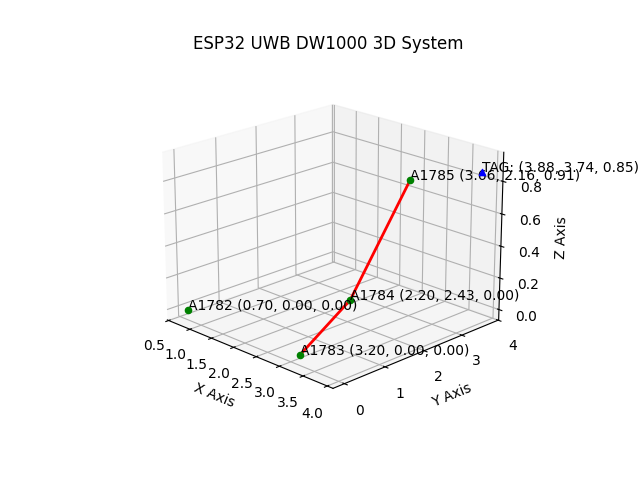 ESP32 UWB DW1000 3D System
TAG: (3.88, 3.74, 0.85)
A1785 (3.66, 2.16, 0.91)
A1784 (2.20, 2.43, 0.00)
A1782 (0.70, 0.00, 0.00)
A1783 (3.20, 0.00, 0.00)
0.8
0.6
0.4
0.2
0.0
Z Axis
0.5
1.0
1.5
2.0
2.5
3.0
3.5
4.0
X Axis
0
1
2
3
4
Y Axis